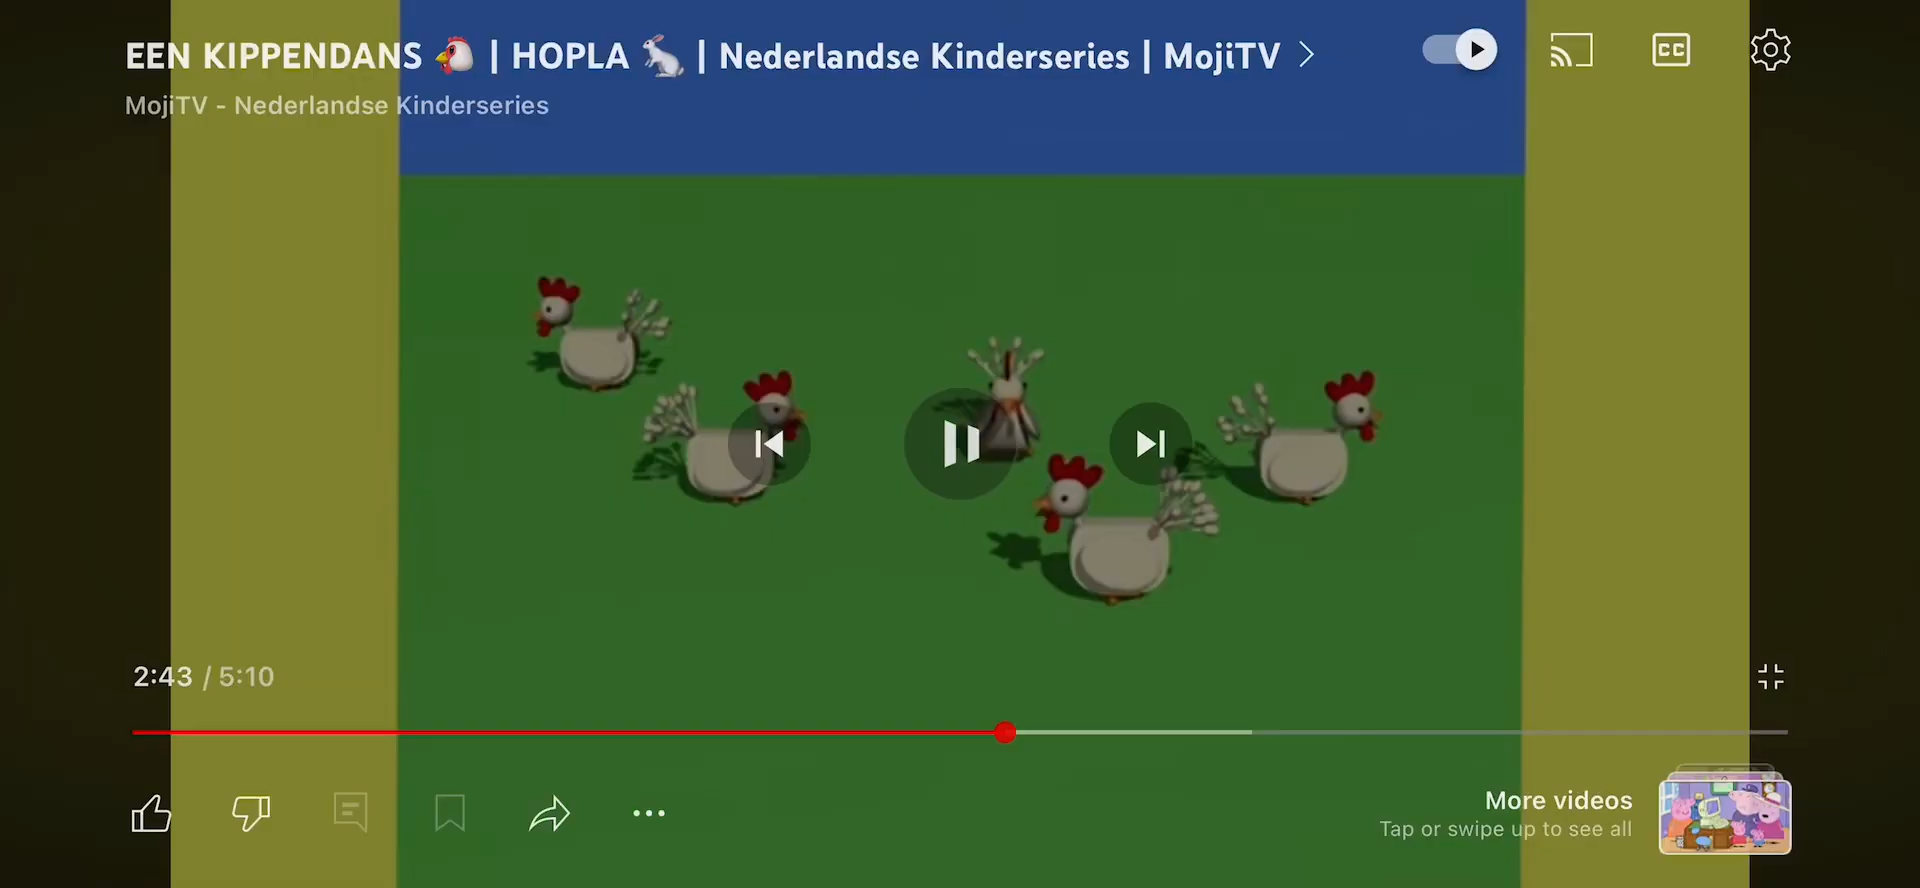 EEN KIPPENDANS 🐔 | HOPLA 🐇 | Nederlandse Kinderseries | MojiTV
MojiTV - Nederlandse Kinderseries
CC
2:43 / 5:10
More videos
Tap or swipe up to see all